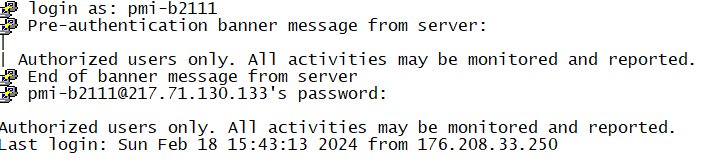 login as: pmi-b2111
Pre-authentication banner message from server:
|
| Authorized users only. All activities may be monitored and reported.
End of banner message from server
pmi-b2111@217.71.130.133's password:
Authorized users only. All activities may be monitored and reported.
Last login: Sun Feb 18 15:43:13 2024 from 176.208.33.250